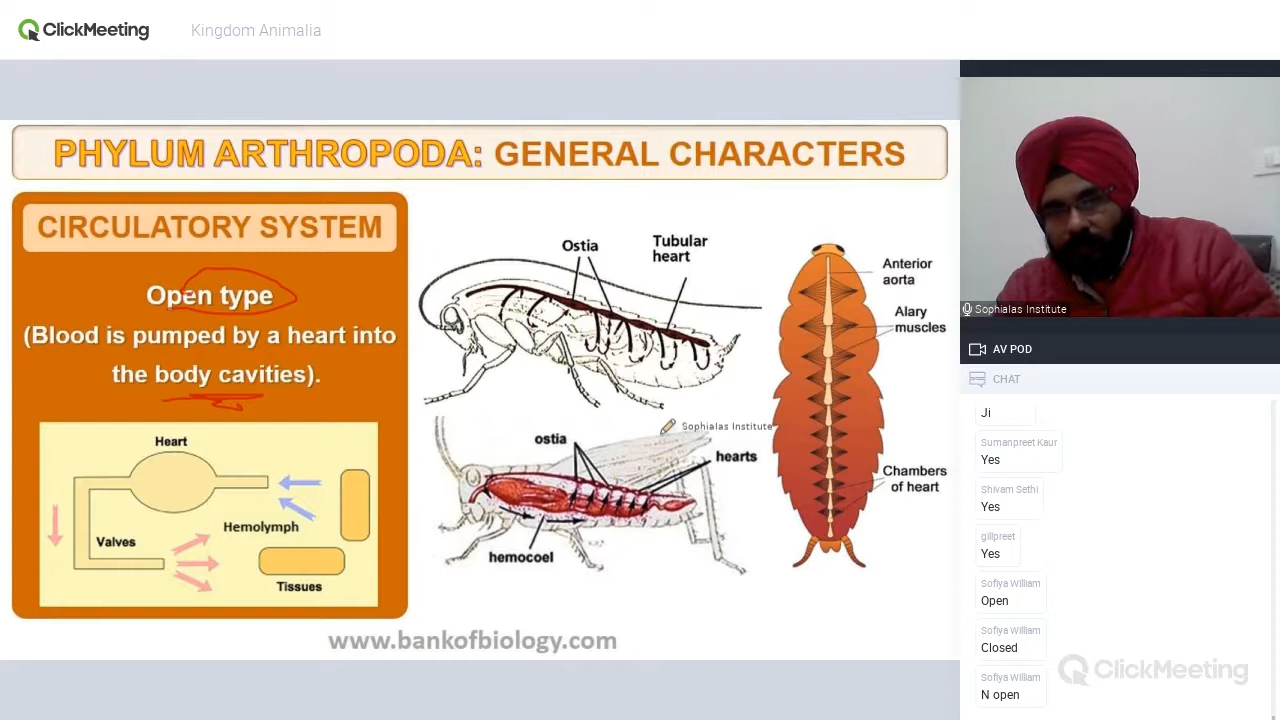 ClickMeeting
Kingdom Animalia
PHYLUM ARTHROPODA: GENERAL CHARACTERS
CIRCULATORY SYSTEM
Open type
(Blood is pumped by a heart into
the body cavities).
Heart
Hemolymph
Valves
Tissues
Ostia
Tubular
heart
Sophialas Institute
ostia
hearts
hemocoel
Anterior
aorta
Alary
muscles
Chambers
of heart
www.bankofbiology.com
Sophialas Institute
AV POD
CHAT
Ji
Sumanpreet Kaur
Yes
Shivam Sethi
Yes
gillpreet
Yes
Sofiya William
Open
Sofiya William
Closed
Sofiya William
N open
ClickMeeting